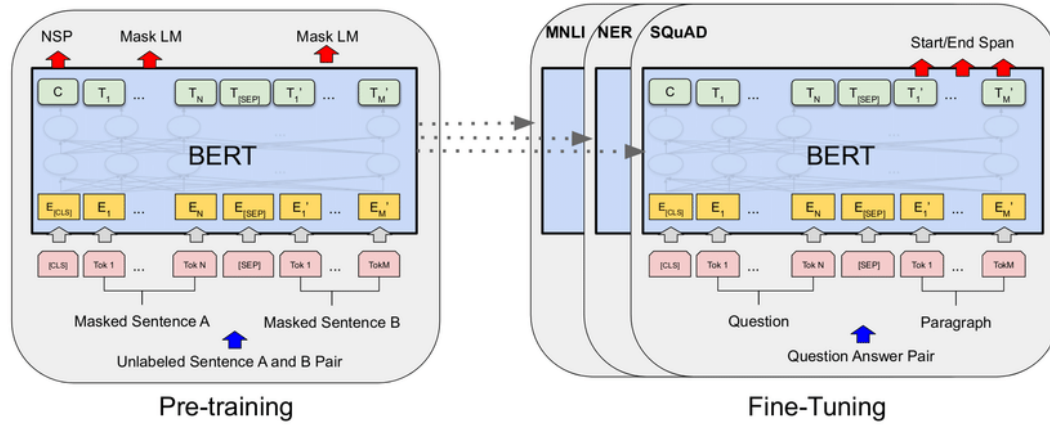 NSP Mask LM Mask LM
C T1 ... TN T[SEP] T1' ... TM'
...
...
BERT
E[CLS] E1 ... EN E[SEP] E1' ... EM'
[CLS] Tok 1 ... Tok N [SEP] Tok 1 ... TokM
Masked Sentence A Masked Sentence B
Unlabeled Sentence A and B Pair
Pre-training
MNLI NER SQuAD
Start/End Span
C T1 ... TN T[SEP] T1' ... TM'
...
...
BERT
E[CLS] E1 ... EN E[SEP] E1' ... EM'
[CLS] Tok 1 ... Tok N [SEP] Tok 1 ... TokM
Question Paragraph
Question Answer Pair
Fine-Tuning